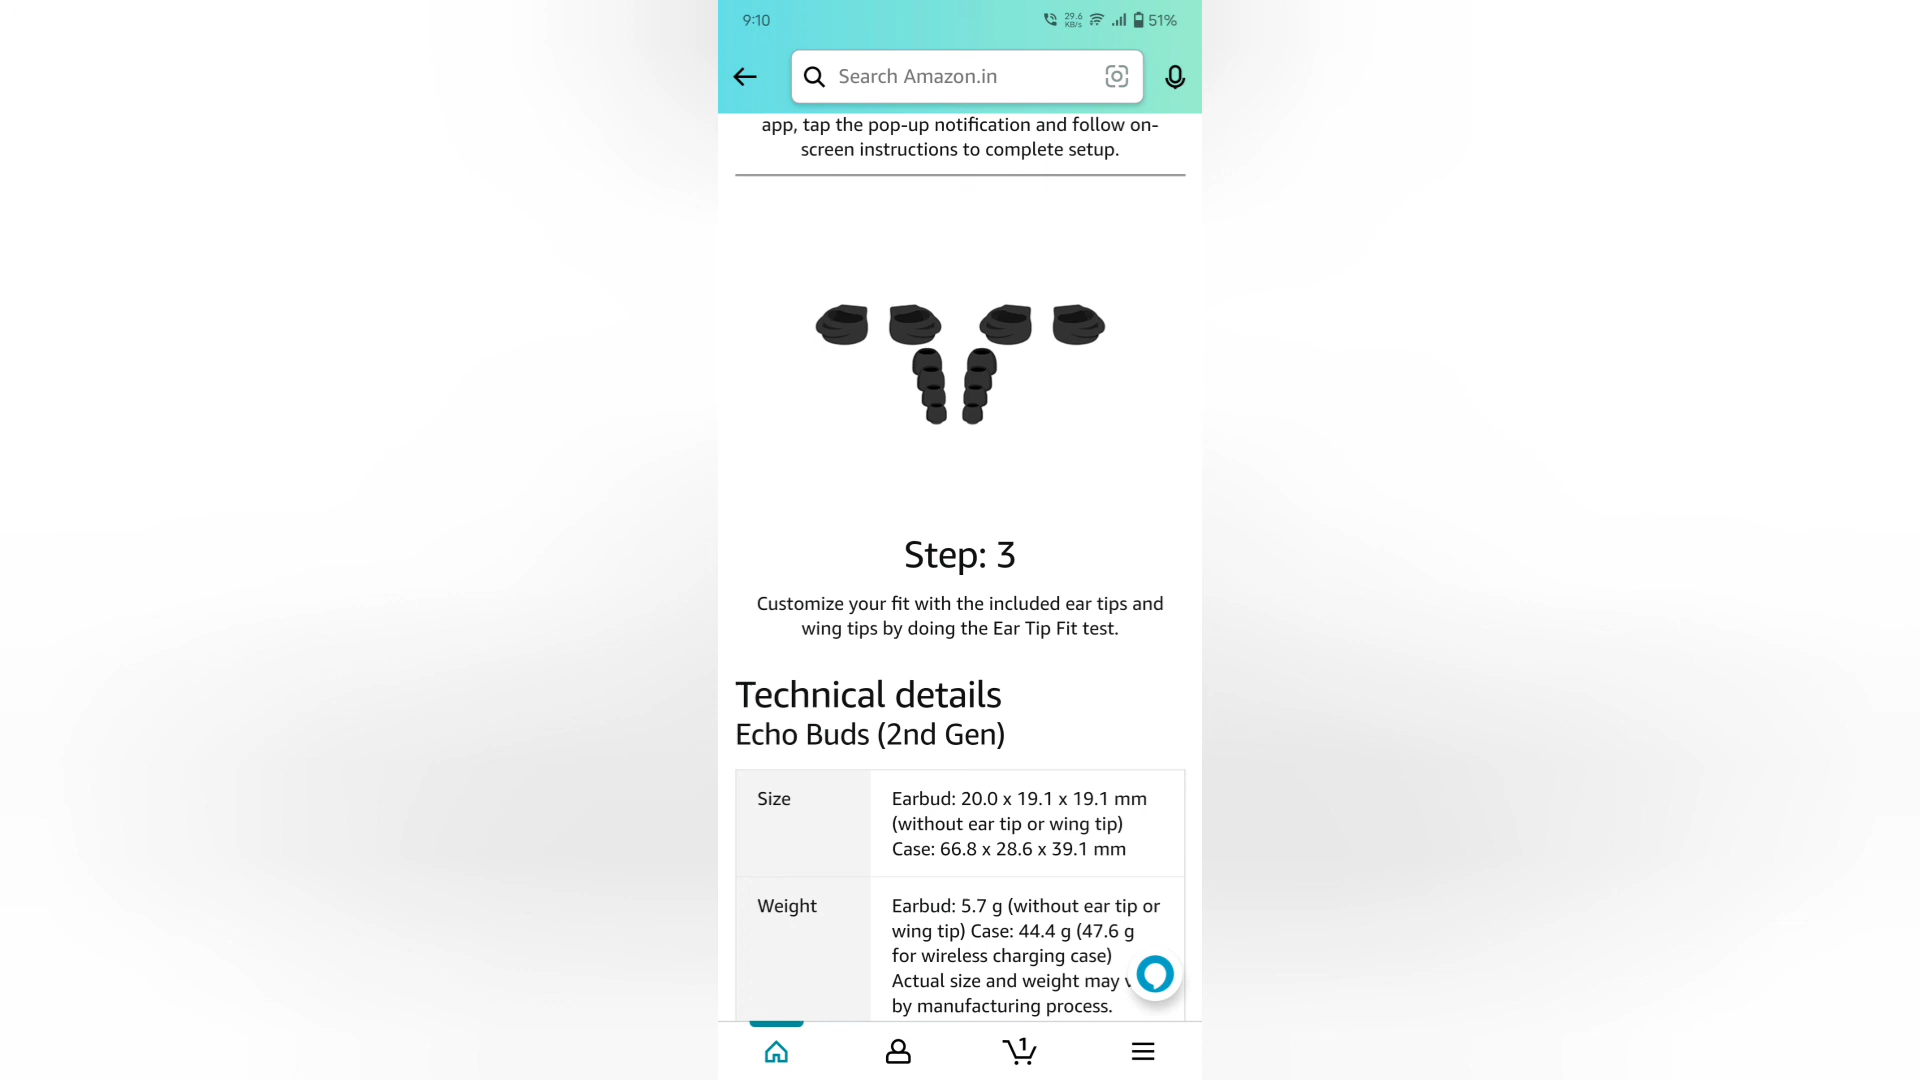 9:10
29.6
KB/s
51%
Search Amazon.in
app, tap the pop-up notification and follow on-
screen instructions to complete setup.
Step: 3
Customize your fit with the included ear tips and
wing tips by doing the Ear Tip Fit test.
Technical details
Echo Buds (2nd Gen)
Size
Earbud: 20.0 x 19.1 x 19.1 mm
(without ear tip or wing tip)
Case: 66.8 x 28.6 x 39.1 mm
Weight
Earbud: 5.7 g (without ear tip or
wing tip) Case: 44.4 g (47.6 g
for wireless charging case)
Actual size and weight may
by manufacturing process.
1